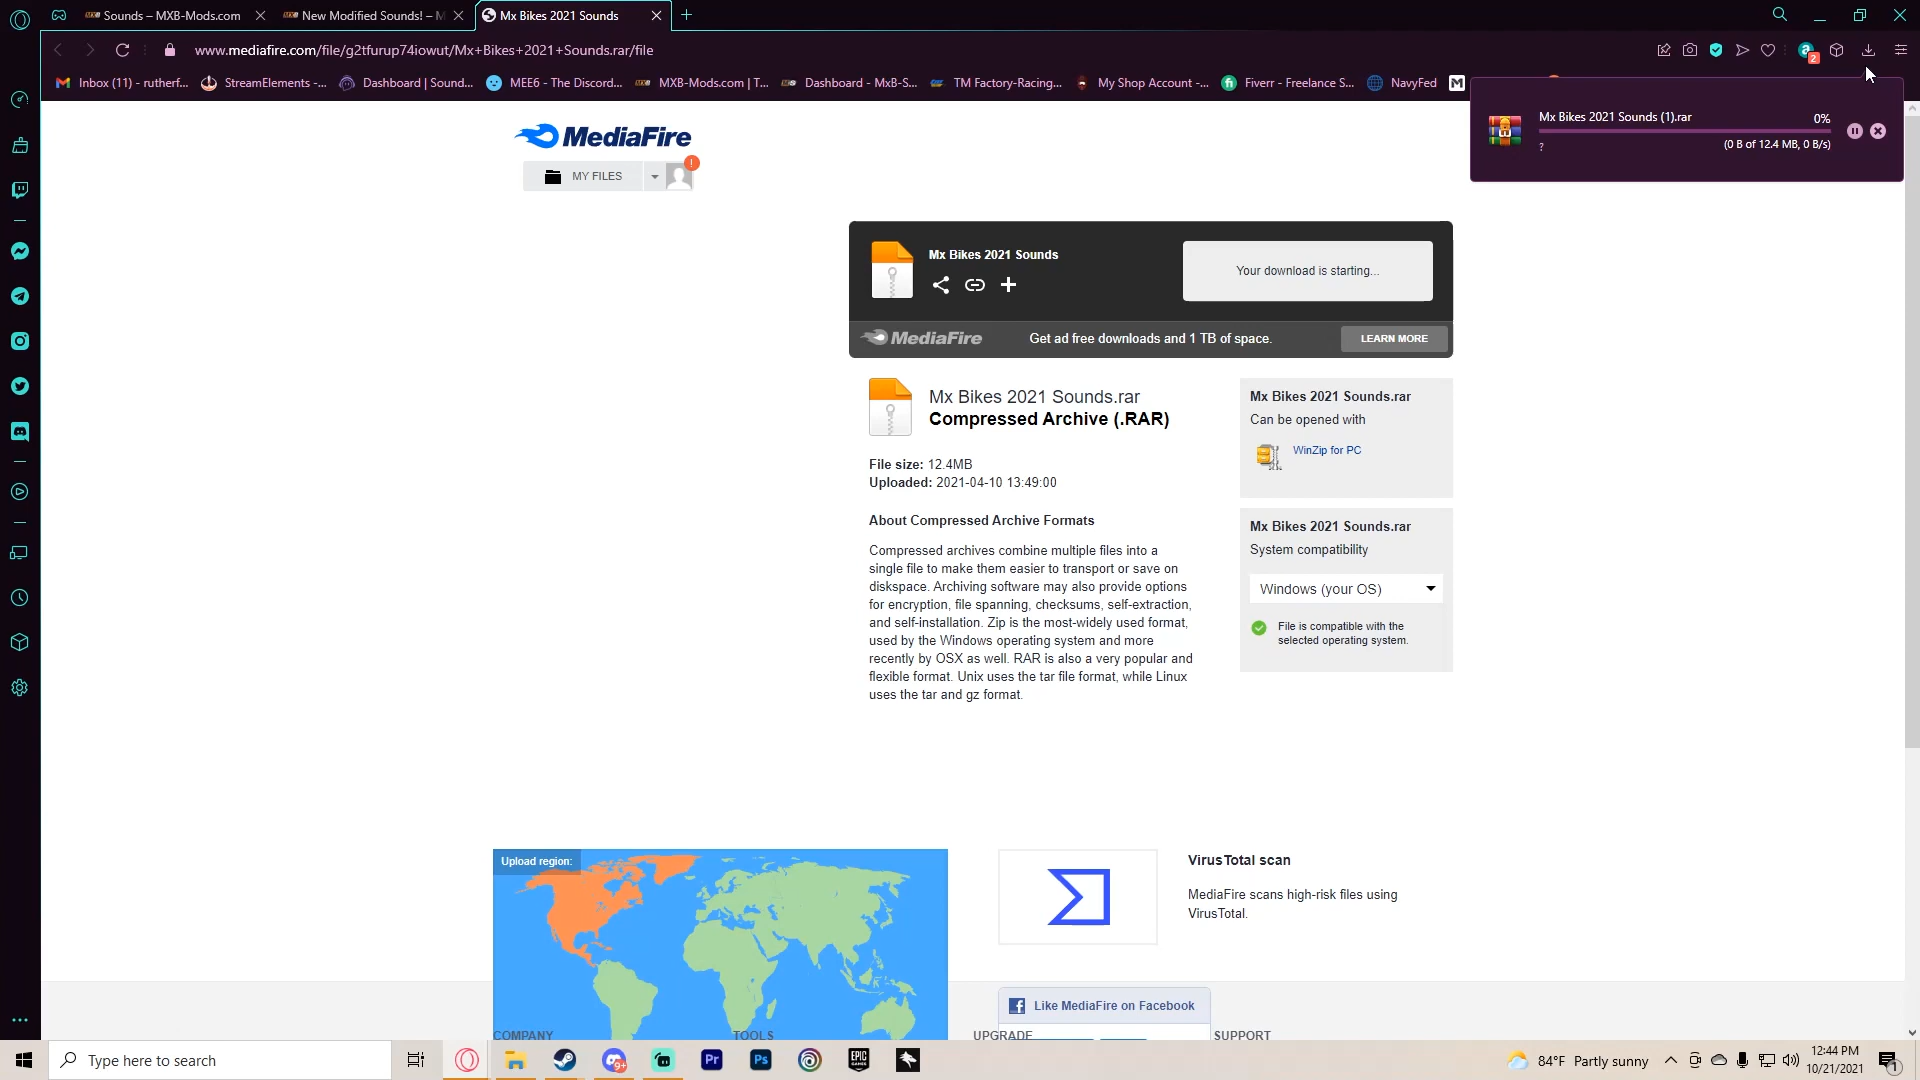 Sounds – MXB-Mods.com
New Modified Sounds! – M
Mx Bikes 2021 Sounds
www.mediafire.com/file/g2tfurup74iowut/Mx+Bikes+2021+Sounds.rar/file
2
Inbox (11) - rutherf...
StreamElements -...
Dashboard | Sound...
MEE6 - The Discord...
MXB-Mods.com | T...
Dashboard - MxB-S...
TM Factory-Racing...
My Shop Account -...
Fiverr - Freelance S...
NavyFed
Mx Bikes 2021 Sounds (1).rar
0%
?
(0 B of 12.4 MB, 0 B/s)
MediaFire
MY FILES
!
Mx Bikes 2021 Sounds
Your download is starting...
MediaFire
Get ad free downloads and 1 TB of space.
LEARN MORE
Mx Bikes 2021 Sounds.rar
Compressed Archive (.RAR)
File size: 12.4MB
Uploaded: 2021-04-10 13:49:00
About Compressed Archive Formats
Compressed archives combine multiple files into a
single file to make them easier to transport or save on
diskspace. Archiving software may also provide options
for encryption, file spanning, checksums, self-extraction,
and self-installation. Zip is the most-widely used format,
used by the Windows operating system and more
recently by OSX as well. RAR is also a very popular and
flexible format. Unix uses the tar file format, while Linux
uses the tar and gz format.
Mx Bikes 2021 Sounds.rar
Can be opened with
WinZip for PC
Mx Bikes 2021 Sounds.rar
System compatibility
Windows (your OS)
File is compatible with the
selected operating system.
Upload region:
VirusTotal scan
MediaFire scans high-risk files using
VirusTotal.
Like MediaFire on Facebook
COMPANY
TOOLS
UPGRADE
SUPPORT
Type here to search
9+
Pr
Ps
EPIC
GAMES
84°F Partly sunny
12:44 PM
10/21/2021
1